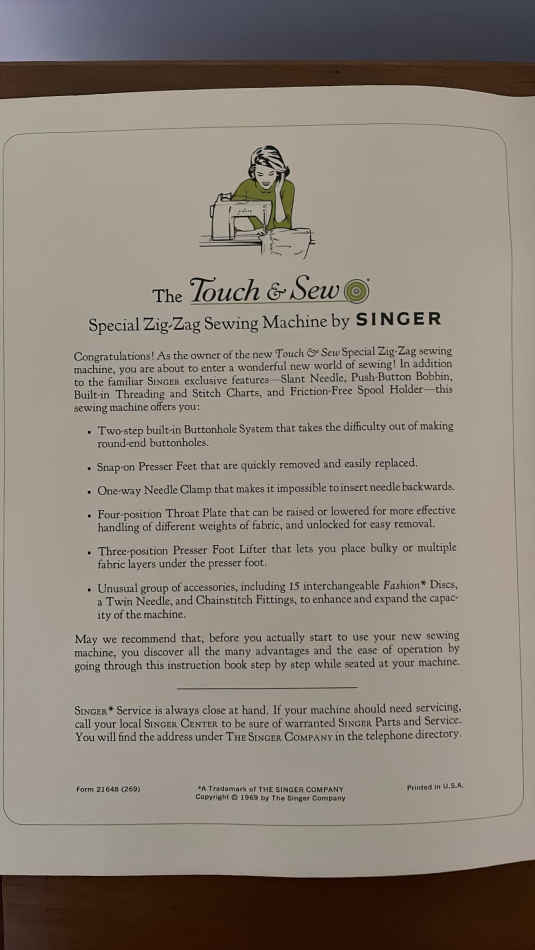 The Touch & Sew *
Special Zig-Zag Sewing Machine by SINGER
Congratulations! As the owner of the new Touch & Sew Special Zig-Zag sewing
machine, you are about to enter a wonderful new world of sewing! In addition
to the familiar SINGER exclusive features—Slant Needle, Push-Button Bobbin,
Built-in Threading and Stitch Charts, and Friction-Free Spool Holder—this
sewing machine offers you:
• Two-step built-in Buttonhole System that takes the difficulty out of making
round-end buttonholes.
• Snap-on Presser Feet that are quickly removed and easily replaced.
• One-way Needle Clamp that makes it impossible to insert needle backwards.
• Four-position Throat Plate that can be raised or lowered for more effective
handling of different weights of fabric, and unlocked for easy removal.
• Three-position Presser Foot Lifter that lets you place bulky or multiple
fabric layers under the presser foot.
• Unusual group of accessories, including 15 interchangeable Fashion* Discs,
a Twin Needle, and Chainstitch Fittings, to enhance and expand the capac-
ity of the machine.
May we recommend that, before you actually start to use your new sewing
machine, you discover all the many advantages and the ease of operation by
going through this instruction book step by step while seated at your machine.
SINGER* Service is always close at hand. If your machine should need servicing,
call your local SINGER CENTER to be sure of warranted SINGER Parts and Service.
You will find the address under THE SINGER COMPANY in the telephone directory.
Form 21648 (269)
*A Trademark of THE SINGER COMPANY
Copyright © 1969 by The Singer Company
Printed in U.S.A.